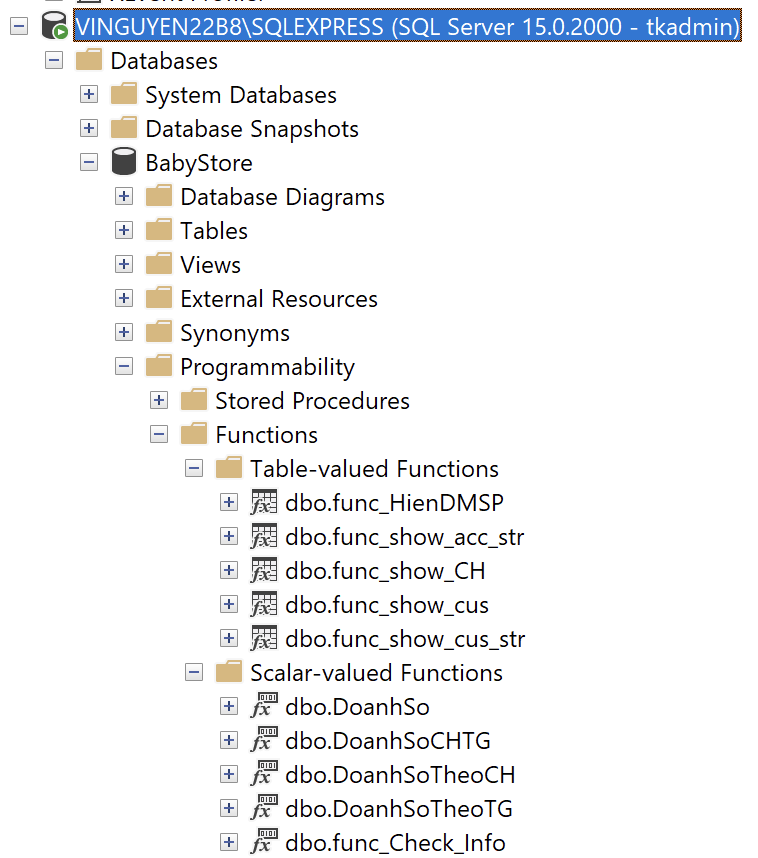 VINGUYEN22B8\SQLEXPRESS (SQL Server 15.0.2000 - tkadmin)
Databases
System Databases
Database Snapshots
BabyStore
Database Diagrams
Tables
Views
External Resources
Synonyms
Programmability
Stored Procedures
Functions
Table-valued Functions
dbo.func_HienDMSP
dbo.func_show_acc_str
dbo.func_show_CH
dbo.func_show_cus
dbo.func_show_cus_str
Scalar-valued Functions
dbo.DoanhSo
dbo.DoanhSoCHTG
dbo.DoanhSoTheoCH
dbo.DoanhSoTheoTG
dbo.func_Check_Info